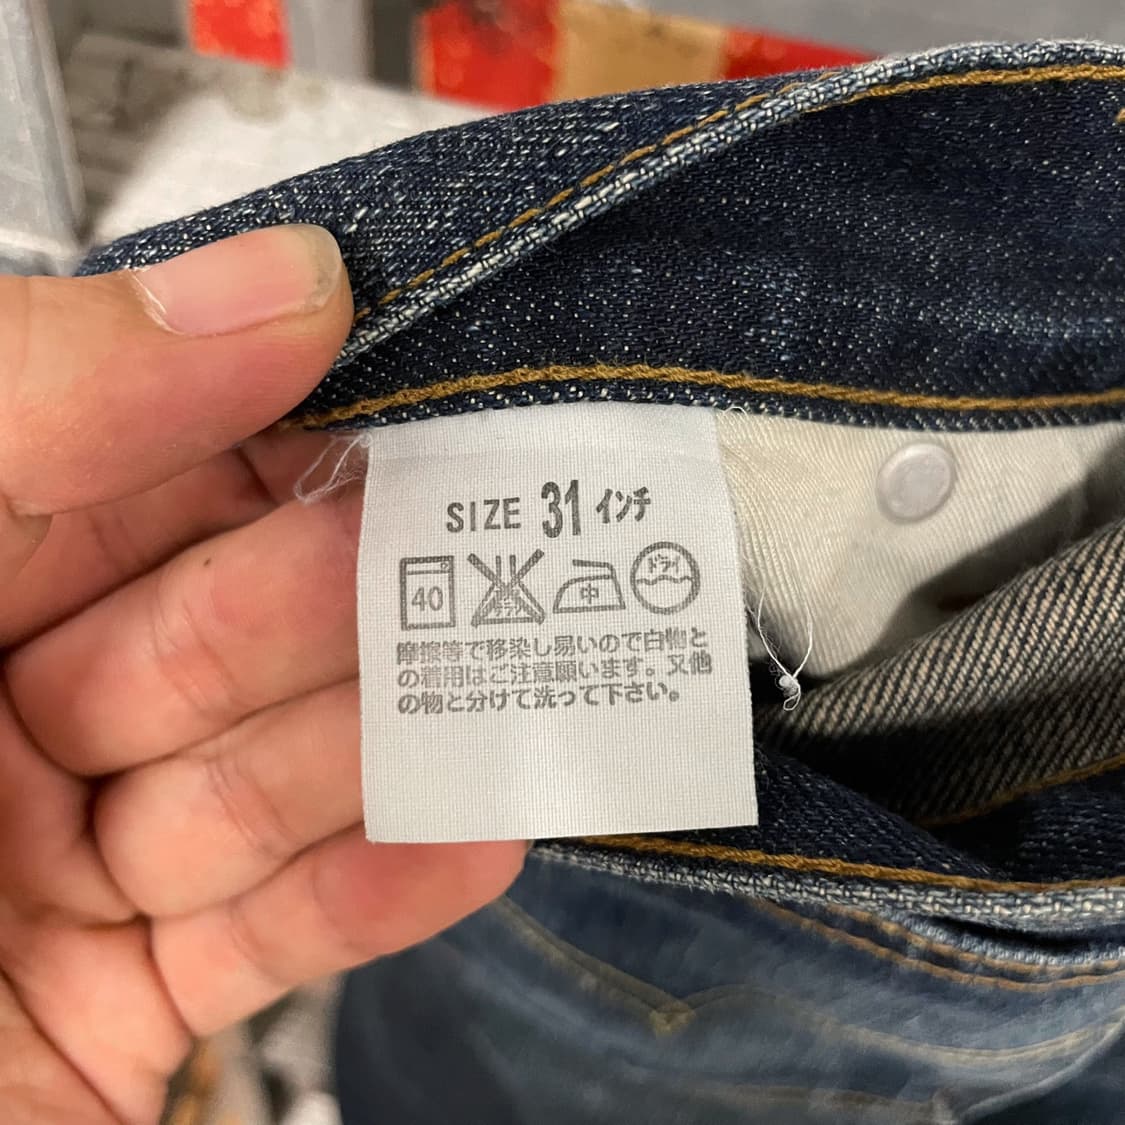 SIZE 31 インチ
40 中 ドライ
摩擦等で移染し易いので白物と
の着用はご注意願います。又他
の物と分けて洗って下さい。